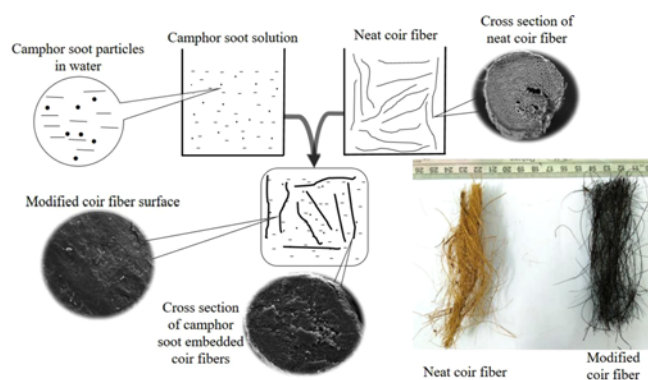 Camphor soot particles
in water
Camphor soot solution
Neat coir fiber
Cross section of
neat coir fiber
Modified coir fiber surface
Cross section
of camphor
soot embedded
coir fibers
Neat coir fiber
Modified
coir fiber